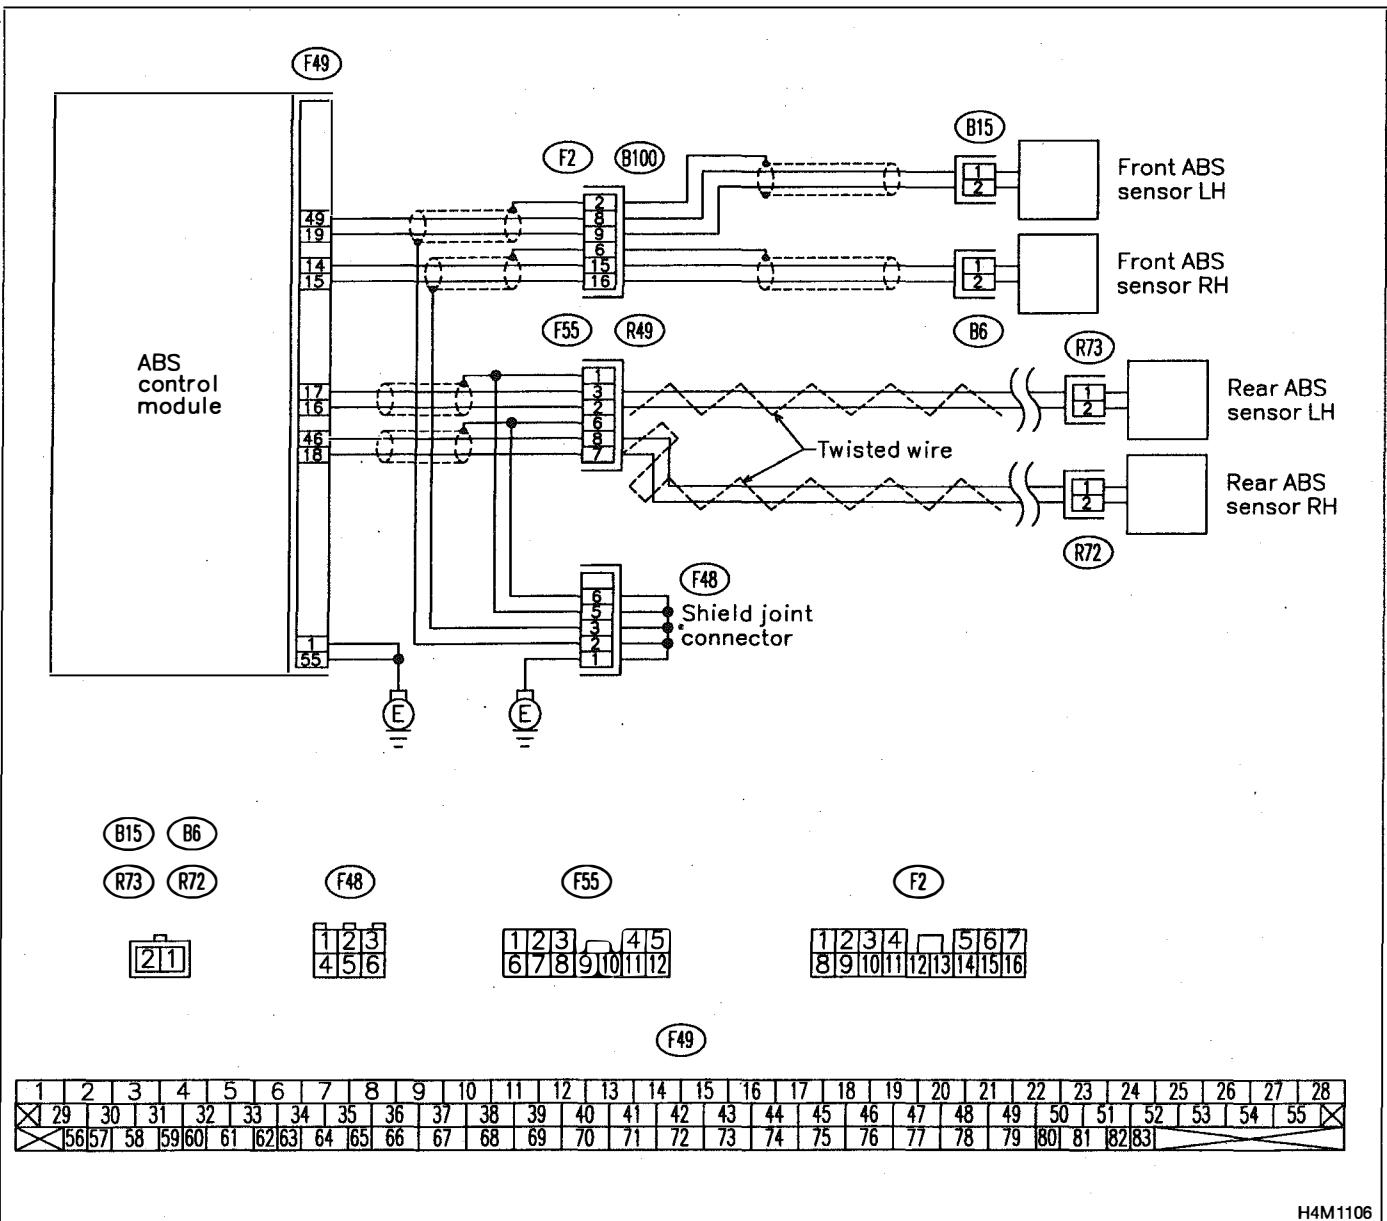 F49
B15
F2 B100
Front ABS
sensor LH
1
2
49
19
14
15
2
8
9
6
15
16
1
2
Front ABS
sensor RH
F55 R49
B6
R73
ABS
control
module
17
16
46
18
1
3
2
6
8
7
1
2
Rear ABS
sensor LH
Twisted wire
1
2
Rear ABS
sensor RH
R72
F48
6
5
3
2
1
Shield joint
connector
1
55
E E
B15 B6
R73 R72 F48 F55 F2
2 1
1 2 3
4 5 6
1 2 3 4 5
6 7 8 9 10 11 12
1 2 3 4 5 6 7
8 9 10 11 12 13 14 15 16
F49
1 2 3 4 5 6 7 8 9 10 11 12 13 14 15 16 17 18 19 20 21 22 23 24 25 26 27 28
29 30 31 32 33 34 35 36 37 38 39 40 41 42 43 44 45 46 47 48 49 50 51 52 53 54 55
56 57 58 59 60 61 62 63 64 65 66 67 68 69 70 71 72 73 74 75 76 77 78 79 80 81 82 83
H4M1106